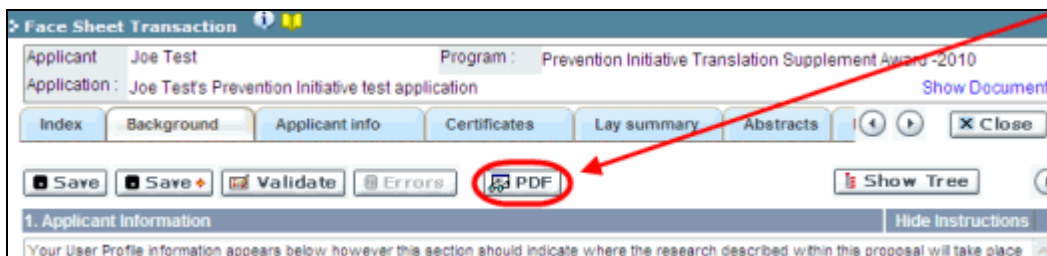 Face Sheet Transaction
Applicant Joe Test Program : Prevention Initiative Translation Supplement Award -2010
Application : Joe Test's Prevention Initiative test application Show Document
Index Background Applicant info Certificates Lay summary Abstracts Close
Save Save Validate Errors PDF Show Tree
1. Applicant Information Hide Instructions
Your User Profile information appears below however this section should indicate where the research described within this proposal will take place